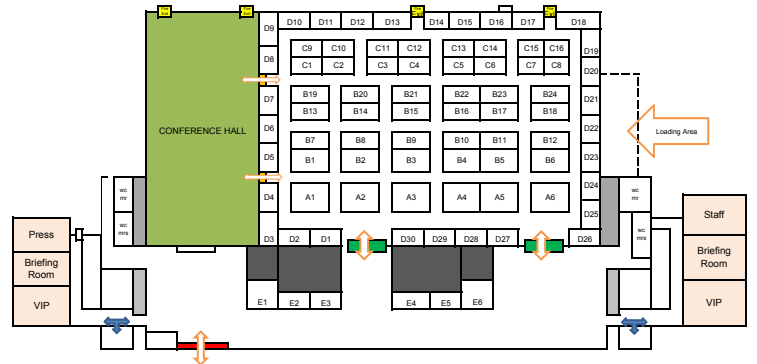 D10 D11 D12 D13 D14 D15 D16 D17 D18
D9
C9 C10 C11 C12 C13 C14 C15 C16
D19
D8
C1 C2 C3 C4 C5 C6 C7 C8
D20
D7
B19 B20 B21 B22 B23 B24
D21
B13 B14 B15 B16 B17 B18
CONFERENCE HALL
D6
D22
Loading Area
B7 B8 B9 B10 B11 B12
D5
B1 B2 B3 B4 B5 B6
D23
wc
mr
D4
A1 A2 A3 A4 A5 A6
D24
wc
mr
wc
mrs
D25
Staff
Press
D3 D2 D1 D30 D29 D28 D27 D26
wc
mrs
Briefing
Room
Briefing
Room
VIP
E1 E2 E3 E4 E5 E6
VIP